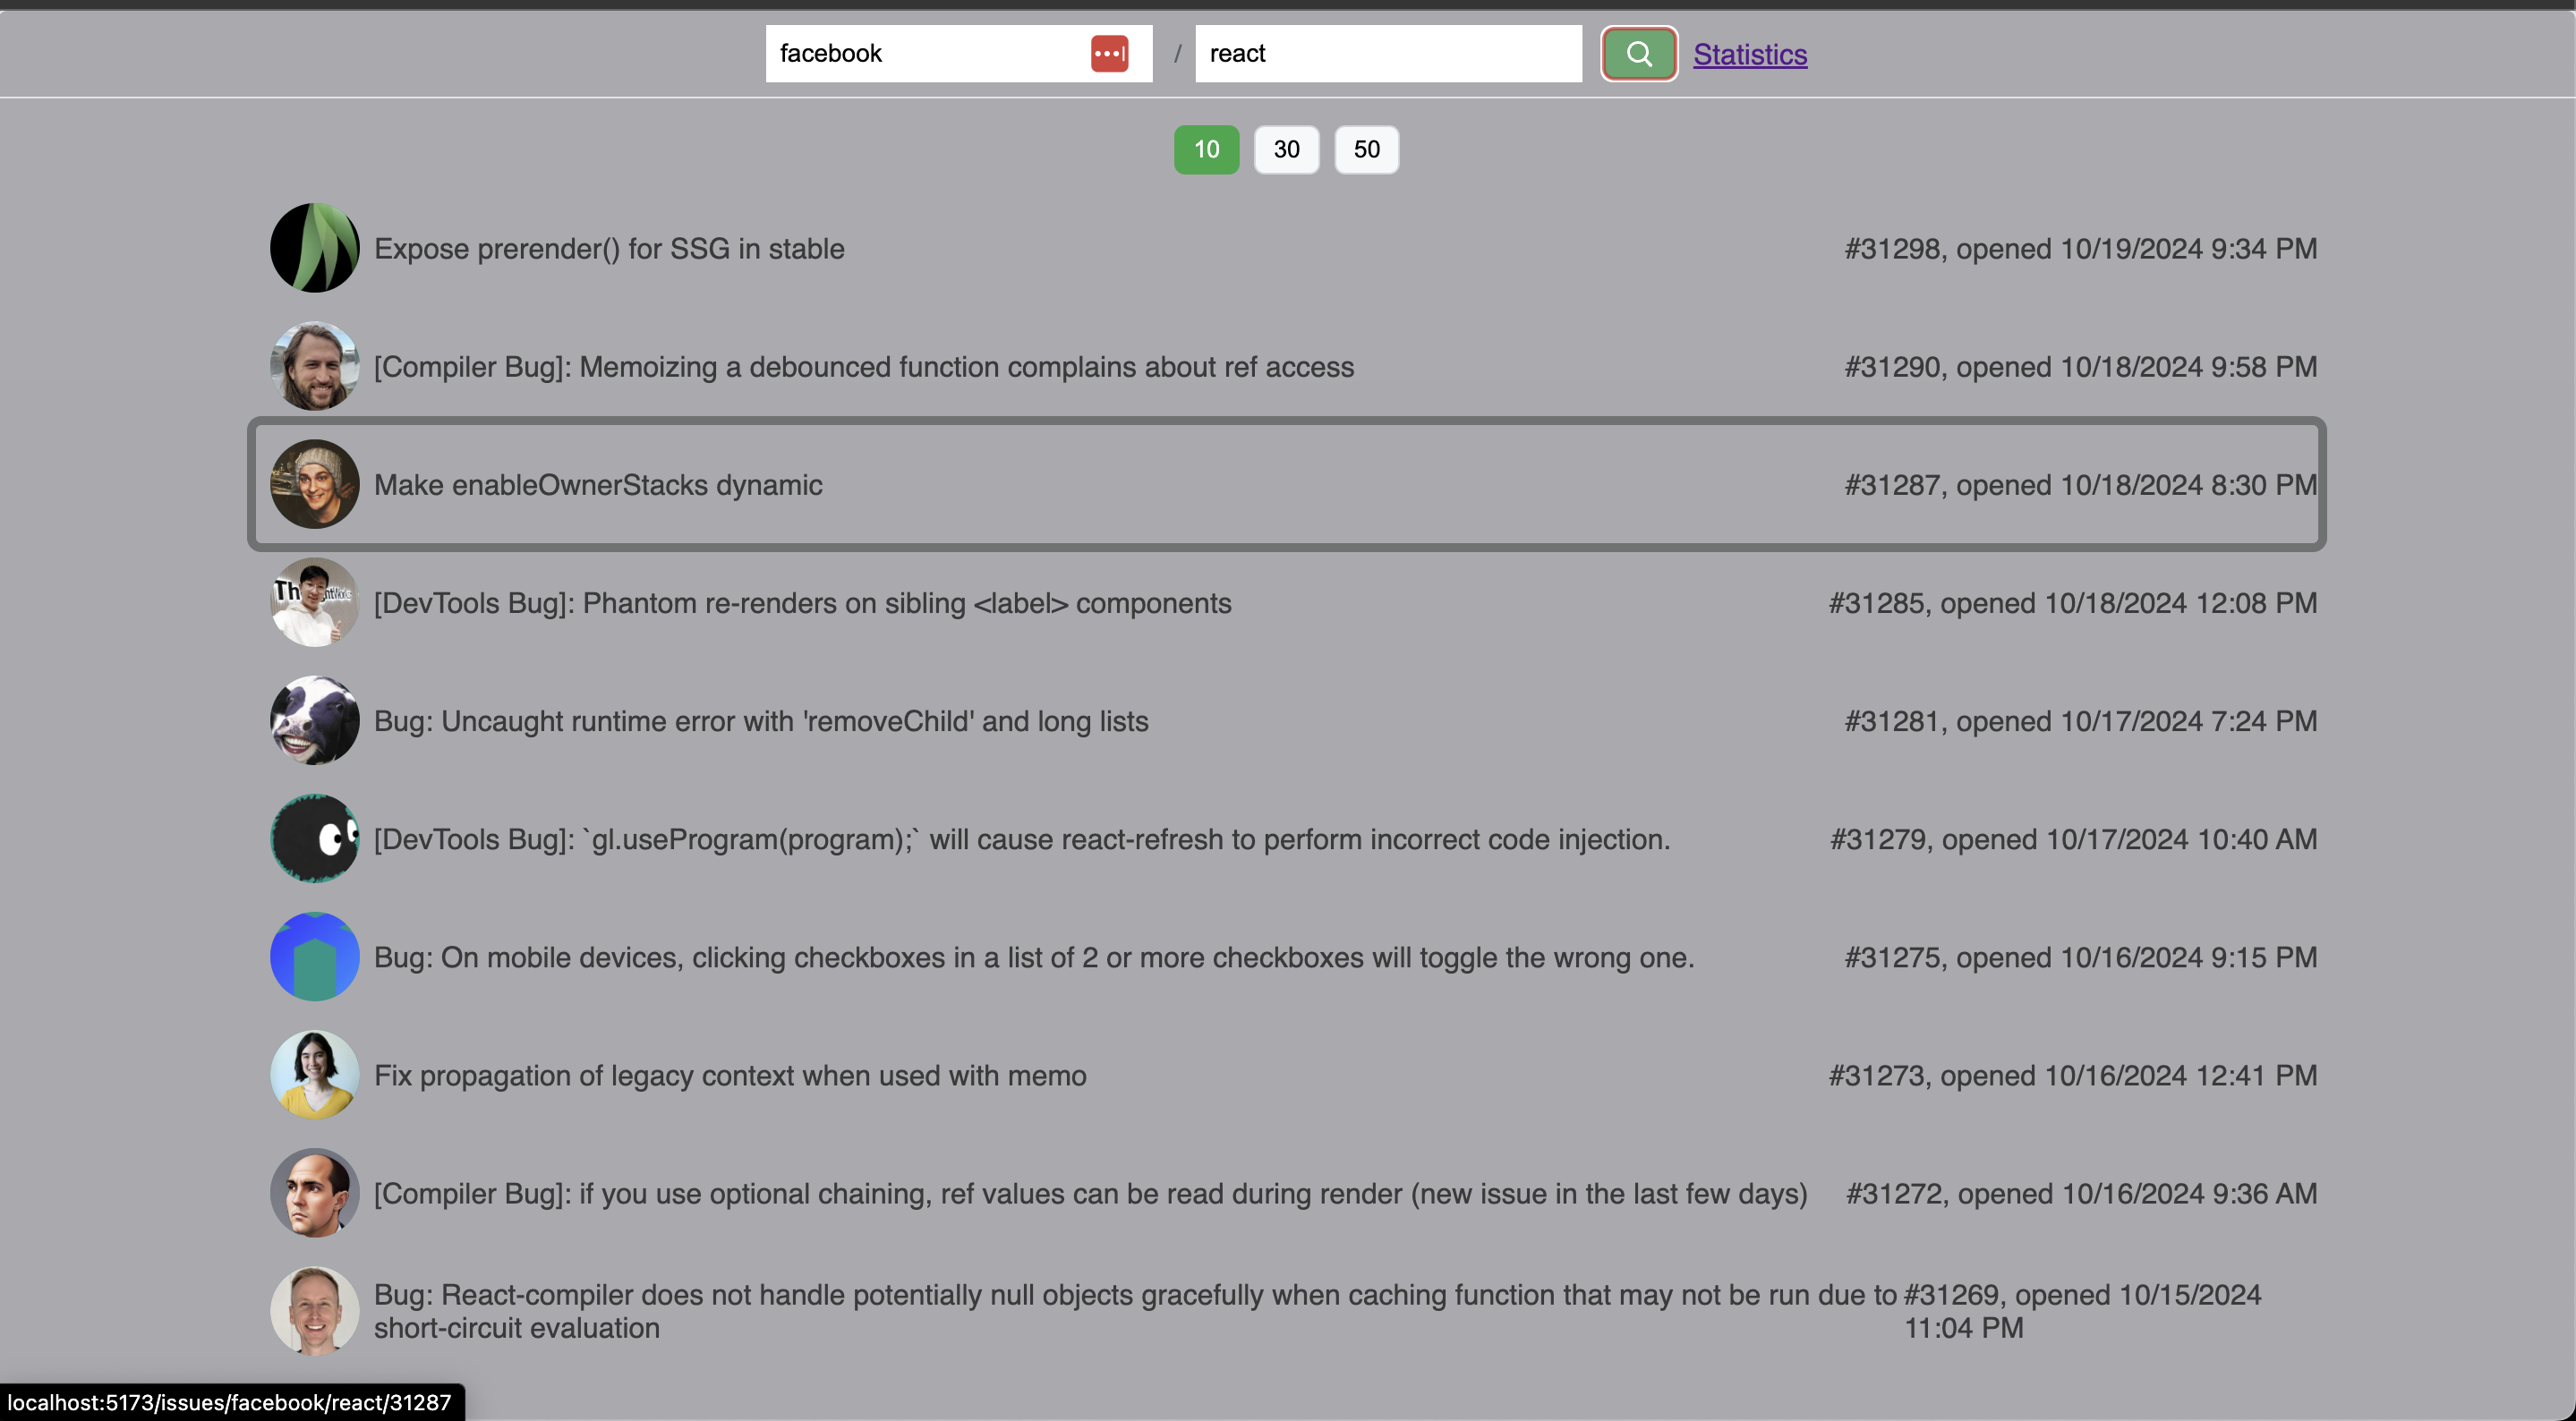 facebook / react Statistics
10 30 50
Expose prerender() for SSG in stable #31298, opened 10/19/2024 9:34 PM
[Compiler Bug]: Memoizing a debounced function complains about ref access #31290, opened 10/18/2024 9:58 PM
Make enableOwnerStacks dynamic #31287, opened 10/18/2024 8:30 PM
[DevTools Bug]: Phantom re-renders on sibling <label> components #31285, opened 10/18/2024 12:08 PM
Bug: Uncaught runtime error with 'removeChild' and long lists #31281, opened 10/17/2024 7:24 PM
[DevTools Bug]: `gl.useProgram(program);` will cause react-refresh to perform incorrect code injection. #31279, opened 10/17/2024 10:40 AM
Bug: On mobile devices, clicking checkboxes in a list of 2 or more checkboxes will toggle the wrong one. #31275, opened 10/16/2024 9:15 PM
Fix propagation of legacy context when used with memo #31273, opened 10/16/2024 12:41 PM
[Compiler Bug]: if you use optional chaining, ref values can be read during render (new issue in the last few days) #31272, opened 10/16/2024 9:36 AM
Bug: React-compiler does not handle potentially null objects gracefully when caching function that may not be run due to
short-circuit evaluation
#31269, opened 10/15/2024
11:04 PM
localhost:5173/issues/facebook/react/31287